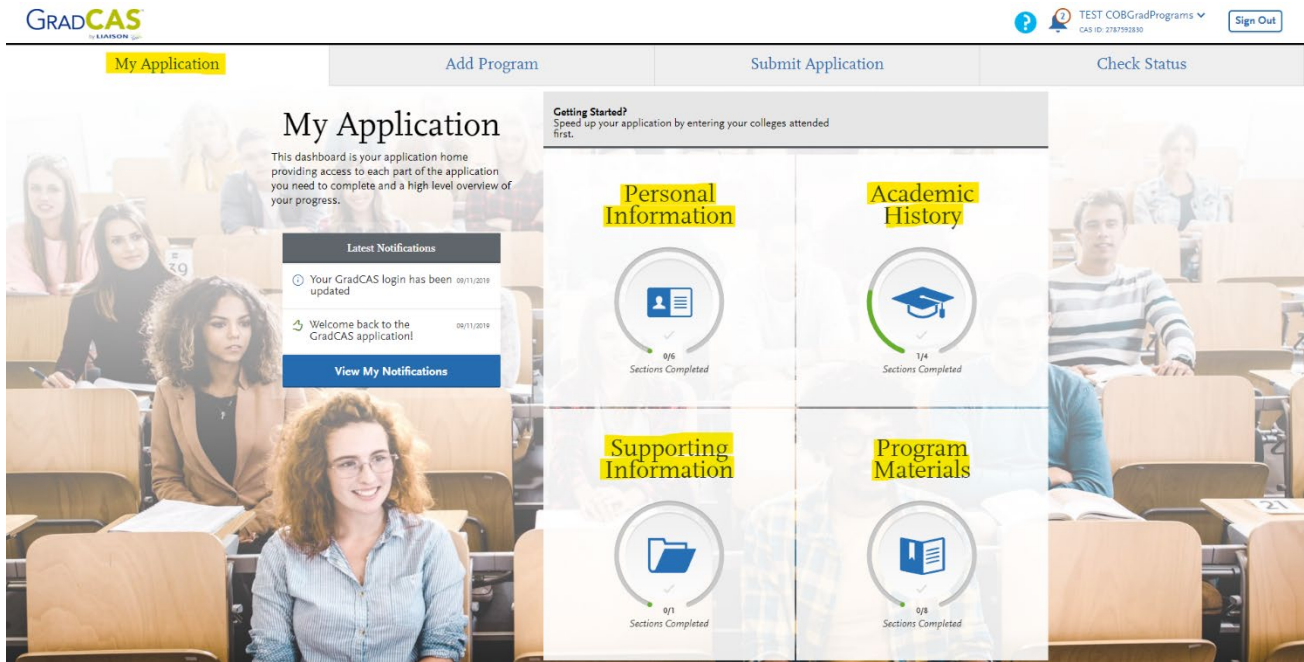 GRADCAS
by LIAISON
2
TEST COBGradPrograms
CAS ID: 2787592830
Sign Out
My Application
Add Program
Submit Application
Check Status
My Application
This dashboard is your application home
providing access to each part of the application
you need to complete and a high level overview of
your progress.
Latest Notifications
Your GradCAS login has been
updated
09/11/2019
Welcome back to the
GradCAS application!
09/11/2019
View My Notifications
Getting Started?
Speed up your application by entering your colleges attended
first.
Personal
Information
0/6
Sections Completed
Academic
History
1/4
Sections Completed
Supporting
Information
0/1
Sections Completed
Program
Materials
0/8
Sections Completed
39
21